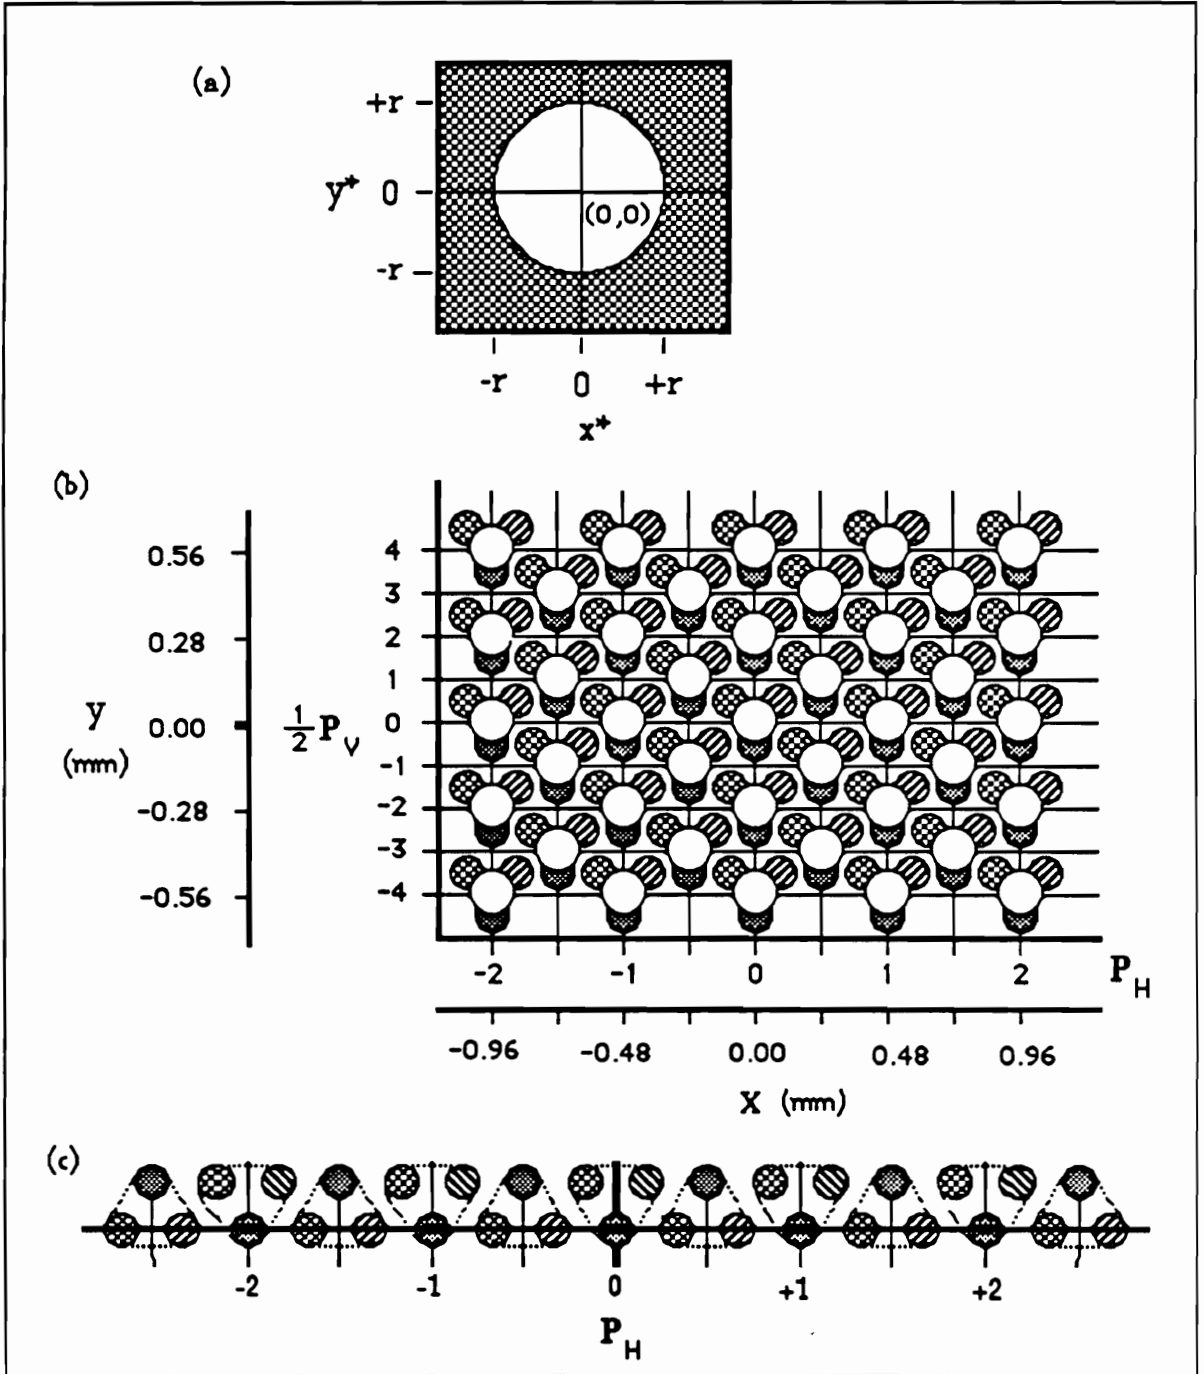 (a)
+r
y* 0
(0,0)
-r
-r 0 +r
x*
(b)
0.56
0.28
y 0.00
(mm)
-0.28
-0.56
4
3
2
1
1/2 P_V 0
-1
-2
-3
-4
-2 -1 0 1 2 P_H
-0.96 -0.48 0.00 0.48 0.96
X (mm)
(c)
-2 -1 0 +1 +2
P_H